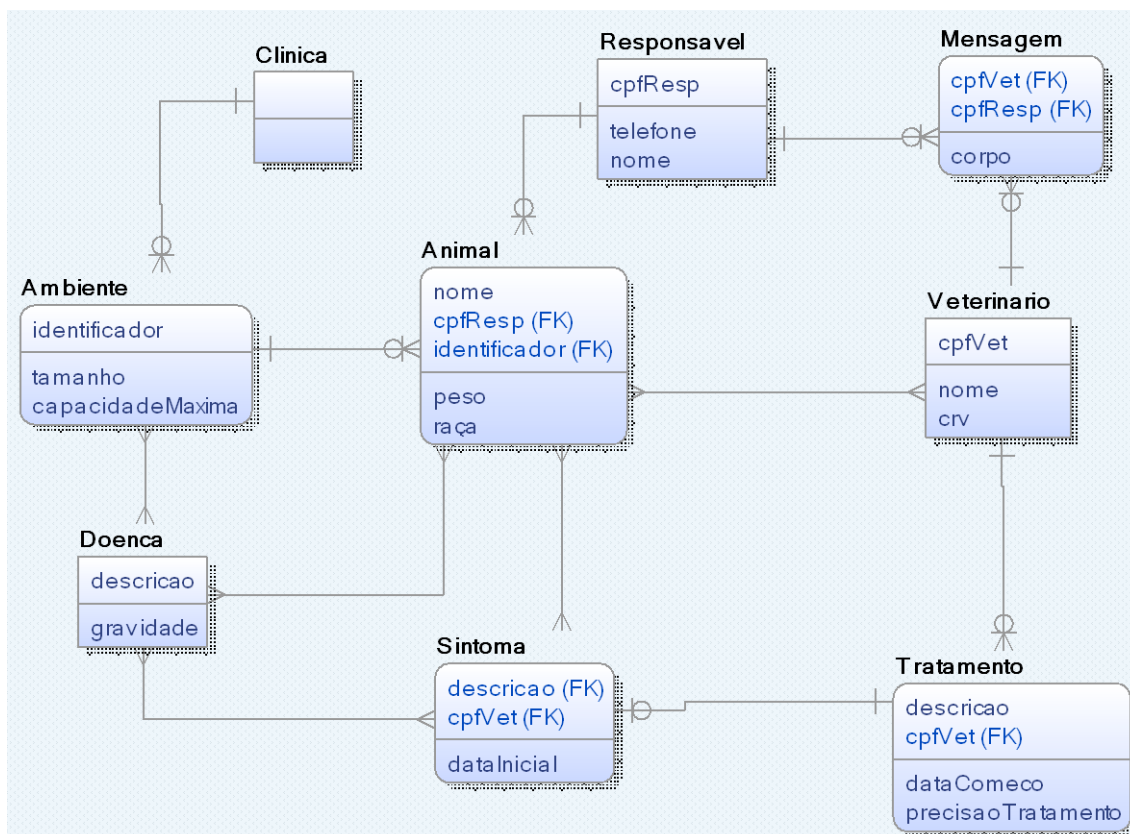 Clinica
Responsavel
cpfResp
telefone
nome
Mensagem
cpfVet (FK)
cpfResp (FK)
corpo
Ambiente
identificador
tamanho
capacidadeMaxima
Animal
nome
cpfResp (FK)
identificador (FK)
peso
raça
Veterinario
cpfVet
nome
crv
Doenca
descricao
gravidade
Sintoma
descricao (FK)
cpfVet (FK)
dataInicial
Tratamento
descricao
cpfVet (FK)
dataComeco
precisaoTratamento